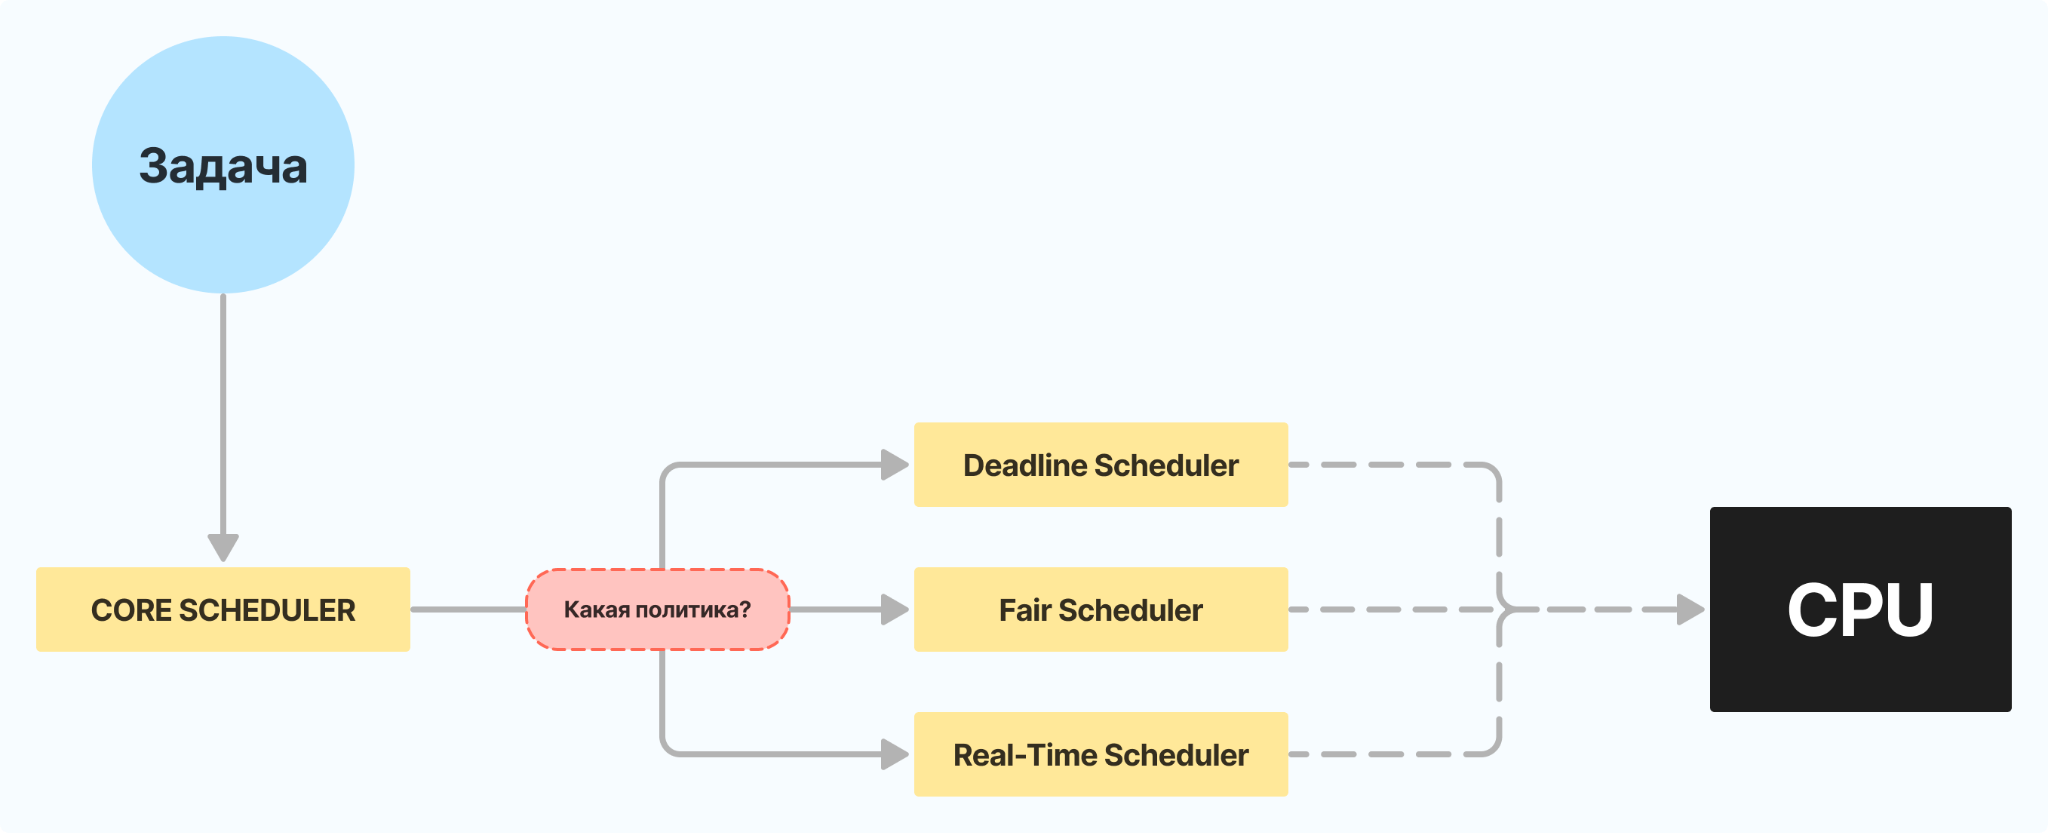 Задача
CORE SCHEDULER
Какая политика?
Deadline Scheduler
Fair Scheduler
Real-Time Scheduler
CPU